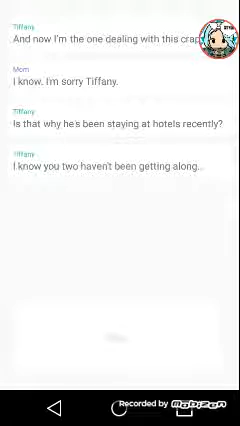 Tiffany
And now I'm the one dealing with this crap
Mom
I know. I'm sorry Tiffany.
Tiffany
Is that why he's been staying at hotels recently?
Tiffany
I know you two haven't been getting along..
Recorded by Mobizen